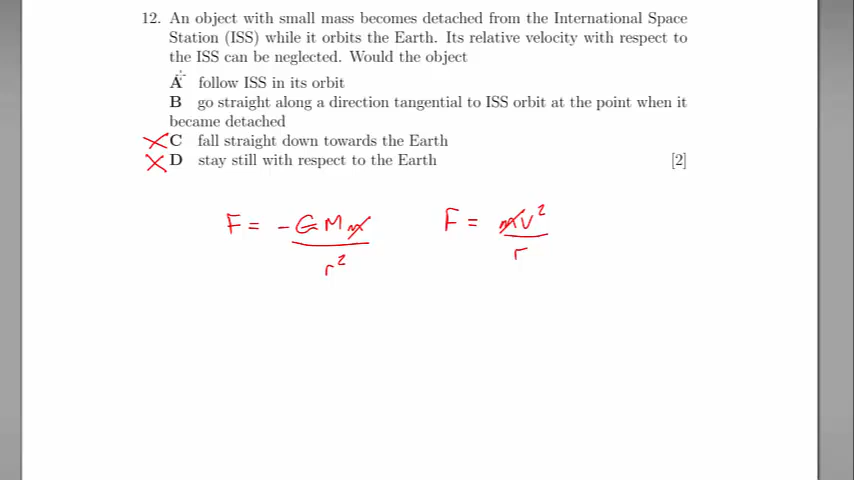 12. An object with small mass becomes detached from the International Space
Station (ISS) while it orbits the Earth. Its relative velocity with respect to
the ISS can be neglected. Would the object
A follow ISS in its orbit
B go straight along a direction tangential to ISS orbit at the point when it
became detached
C fall straight down towards the Earth
D stay still with respect to the Earth [2]
F = -GMm/r² F = mv²/r